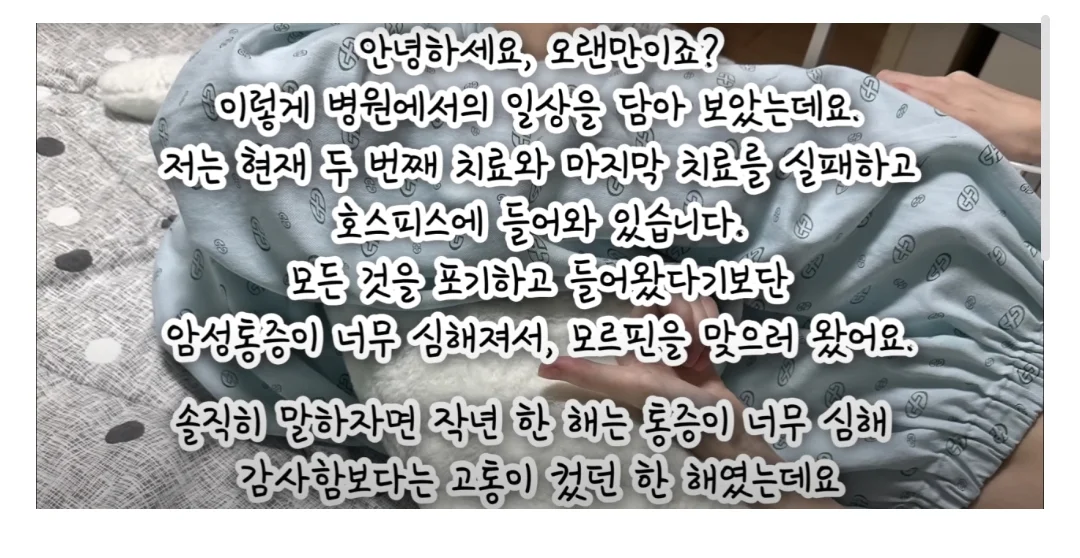 안녕하세요, 오랜만이죠?
이렇게 병원에서의 일상을 담아 보았는데요.
저는 현재 두 번째 치료와 마지막 치료를 실패하고
호스피스에 들어와 있습니다.
모든 것을 포기하고 들어왔다기보단
암성통증이 너무 심해져서, 모르핀을 맞으러 왔어요.
솔직히 말하자면 작년 한 해는 통증이 너무 심해
감사함보다는 고통이 컸던 한 해였는데요